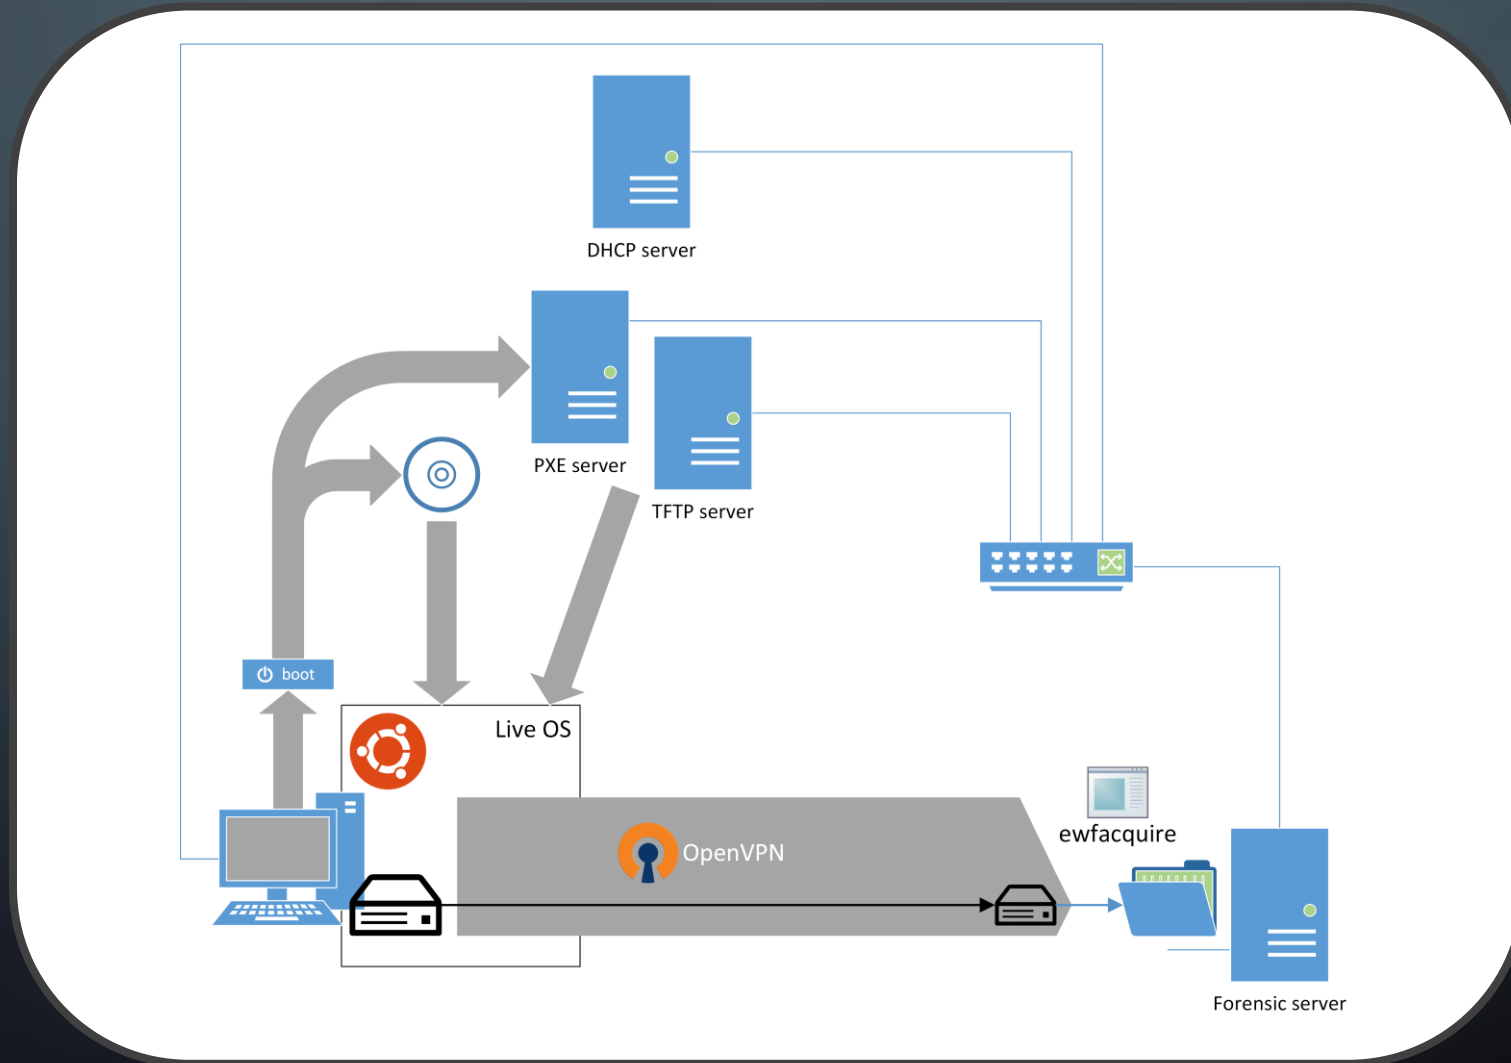 DHCP server
PXE server
TFTP server
boot
Live OS
ewfacquire
OpenVPN
Forensic server